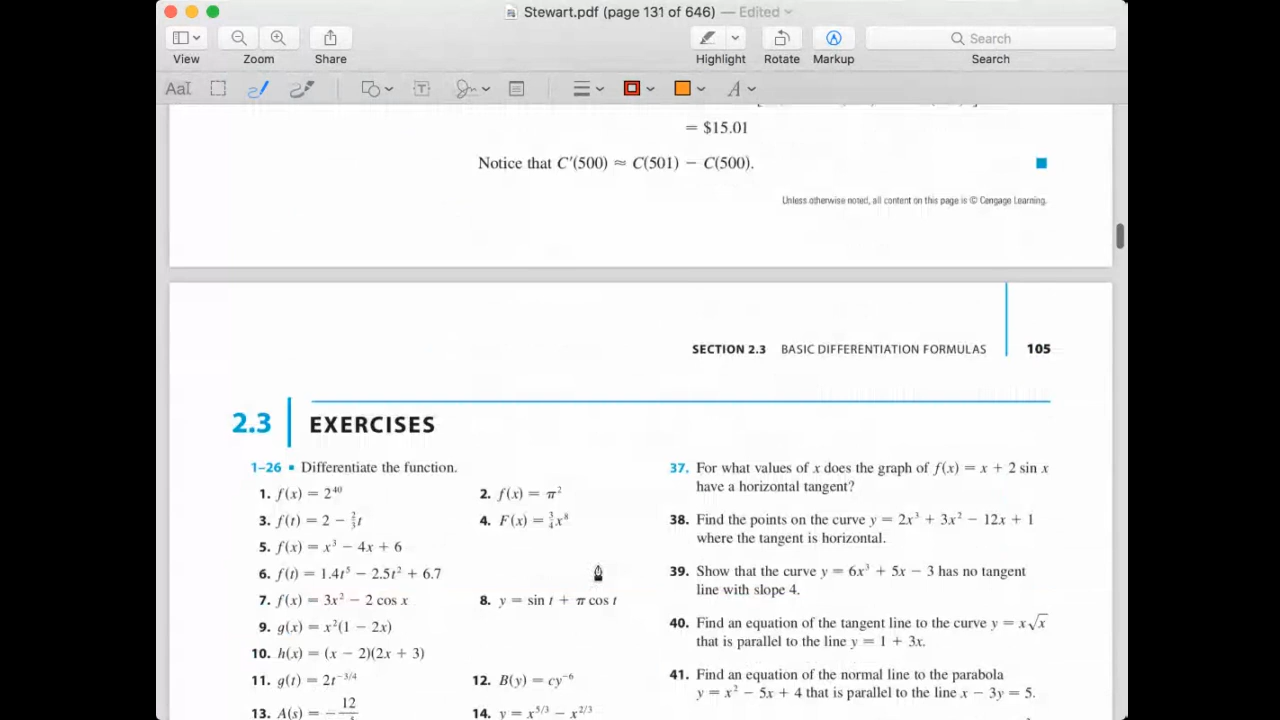 Stewart.pdf (page 131 of 646) — Edited
View
Zoom
Share
Highlight
Rotate
Markup
Search
Search
= $15.01
Notice that C′(500) ≈ C(501) − C(500).
Unless otherwise noted, all content on this page is © Cengage Learning.
SECTION 2.3 BASIC DIFFERENTIATION FORMULAS 105
2.3 EXERCISES
1–26 ▪ Differentiate the function.
1. f(x) = 2⁴⁰
2. f(x) = π²
3. f(t) = 2 − ⅔t
4. F(x) = ¾x⁸
5. f(x) = x³ − 4x + 6
6. f(t) = 1.4t⁵ − 2.5t² + 6.7
7. f(x) = 3x² − 2 cos x
8. y = sin t + π cos t
9. g(x) = x²(1 − 2x)
10. h(x) = (x − 2)(2x + 3)
11. g(t) = 2t⁻³ᐟ⁴
12. B(y) = cy⁻⁶
13. A(s) = − 12
14. y = x⁵ᐟ³ − x²ᐟ³
37. For what values of x does the graph of f(x) = x + 2 sin x
have a horizontal tangent?
38. Find the points on the curve y = 2x³ + 3x² − 12x + 1
where the tangent is horizontal.
39. Show that the curve y = 6x³ + 5x − 3 has no tangent
line with slope 4.
40. Find an equation of the tangent line to the curve y = x√x
that is parallel to the line y = 1 + 3x.
41. Find an equation of the normal line to the parabola
y = x² − 5x + 4 that is parallel to the line x − 3y = 5.